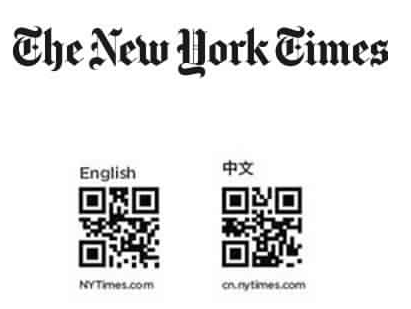 The New York Times
English
中文
NYTimes.com
cn.nytimes.com